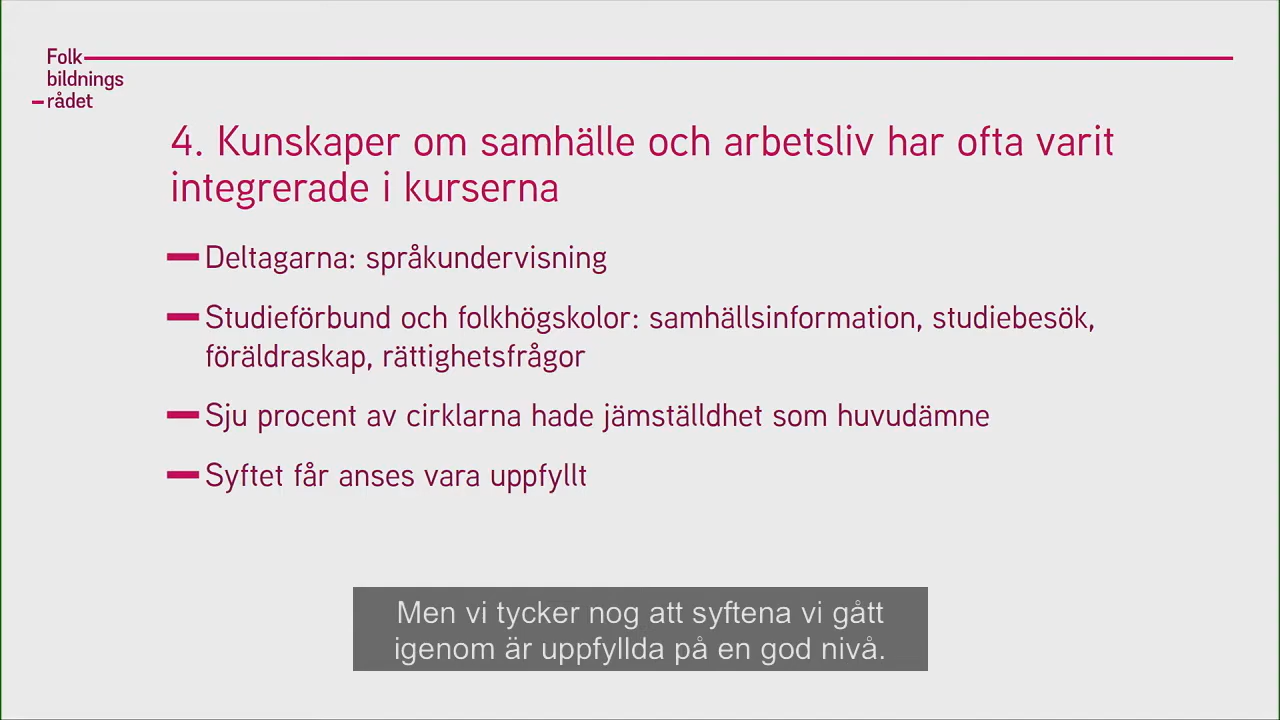 Folk
bildnings
rådet
4. Kunskaper om samhälle och arbetsliv har ofta varit
integrerade i kurserna
Deltagarna: språkundervisning
Studieförbund och folkhögskolor: samhällsinformation, studiebesök,
föräldraskap, rättighetsfrågor
Sju procent av cirklarna hade jämställdhet som huvudämne
Syftet får anses vara uppfyllt
Men vi tycker nog att syftena vi gått
igenom är uppfyllda på en god nivå.